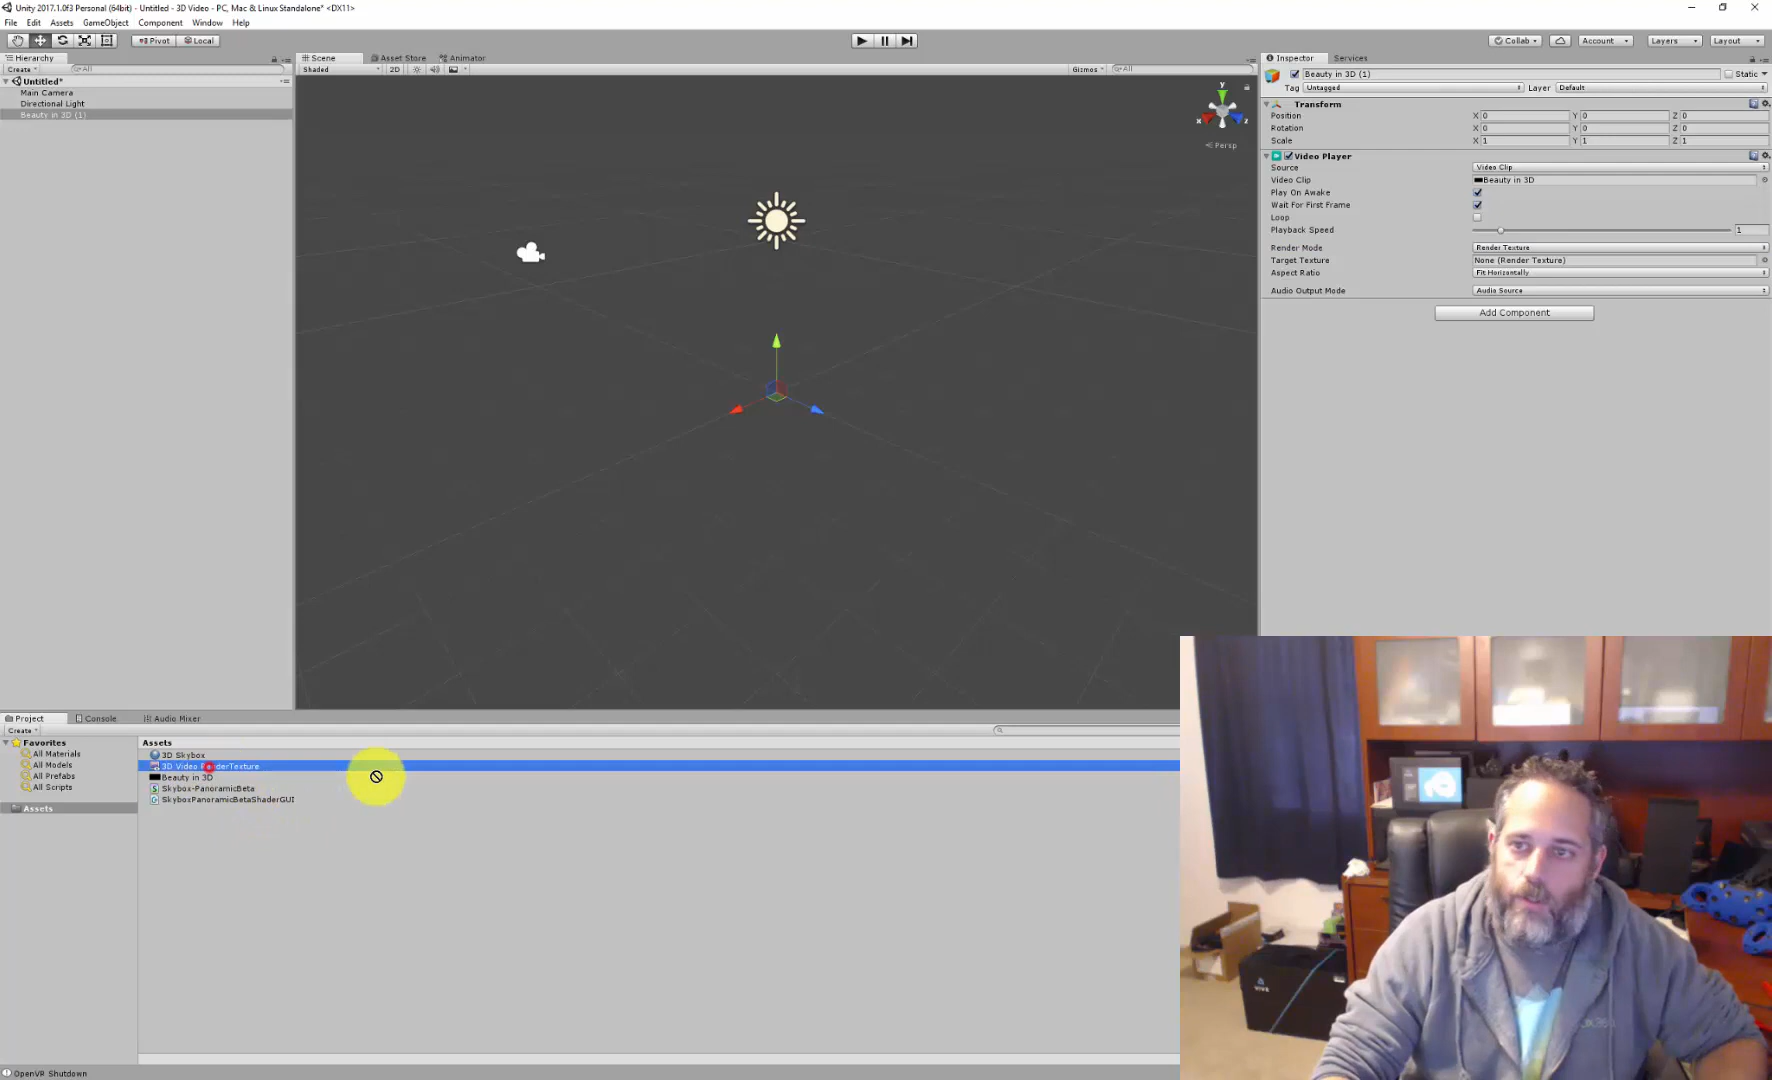 Unity 2017.1.0f3 Personal (64bit) - Untitled - 3D Video - PC, Mac & Linux Standalone* <DX11>
File Edit Assets GameObject Component Window Help
Pivot Local Collab Account Layers Layout
Hierarchy Scene Asset Store Animator Inspector Services
Create All Shaded 2D Gizmos All
Beauty in 3D (1) Static
Untitled*
Tag Untagged Layer Default
Main Camera
Directional Light
Beauty in 3D (1)
y
x z
Persp
Transform
Position X 0 Y 0 Z 0
Rotation X 0 Y 0 Z 0
Scale X 1 Y 1 Z 1
Video Player
Source Video Clip
Video Clip Beauty in 3D
Play On Awake
Wait For First Frame
Loop
Playback Speed 1
Render Mode Render Texture
Target Texture None (Render Texture)
Aspect Ratio Fit Horizontally
Audio Output Mode Audio Source
Add Component
Project Console Audio Mixer
Create
Favorites
All Materials
All Models
All Prefabs
All Scripts
Assets
Assets
3D Skybox
3D Video RenderTexture
Beauty in 3D
Skybox-PanoramicBeta
SkyboxPanoramicBetaShaderGUI
VIVE
OpenVR Shutdown